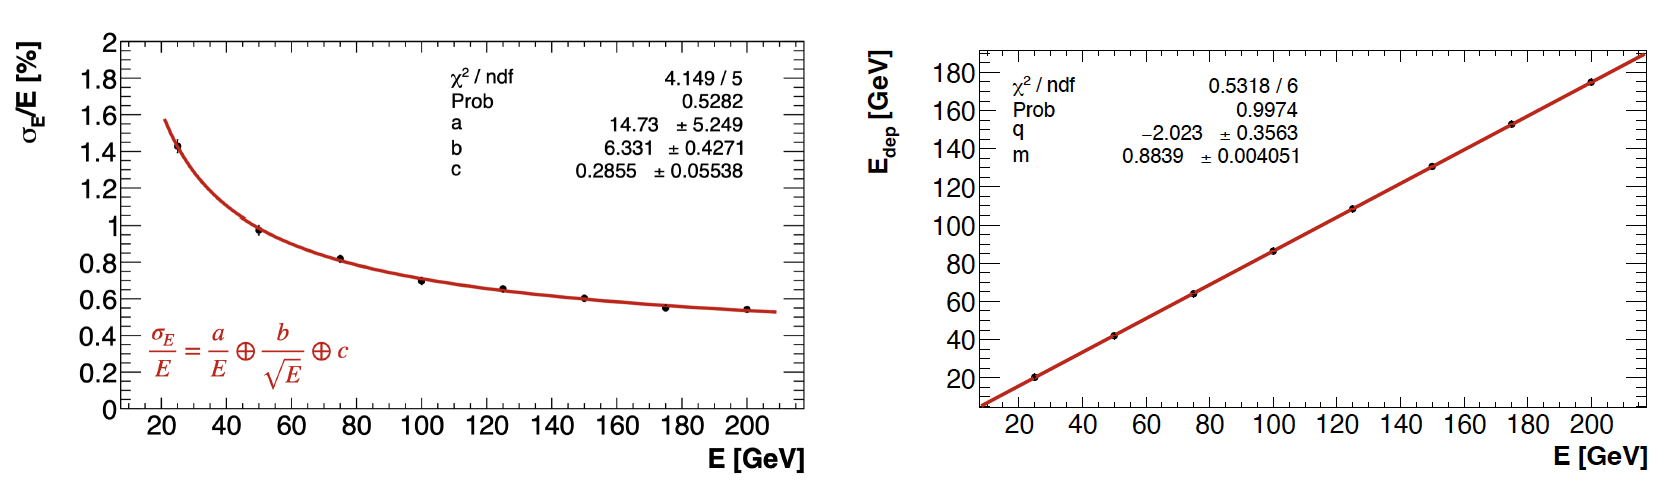 σE/E [%]
2
1.8
1.6
1.4
1.2
1
0.8
0.6
0.4
0.2
0
χ² / ndf 4.149 / 5
Prob 0.5282
a 14.73 ± 5.249
b 6.331 ± 0.4271
c 0.2855 ± 0.05538
σE/E = a/E ⊕ b/√E ⊕ c
20 40 60 80 100 120 140 160 180 200
E [GeV]
Edep [GeV]
180
160
140
120
100
80
60
40
20
χ² / ndf 0.5318 / 6
Prob 0.9974
q −2.023 ± 0.3563
m 0.8839 ± 0.004051
20 40 60 80 100 120 140 160 180 200
E [GeV]